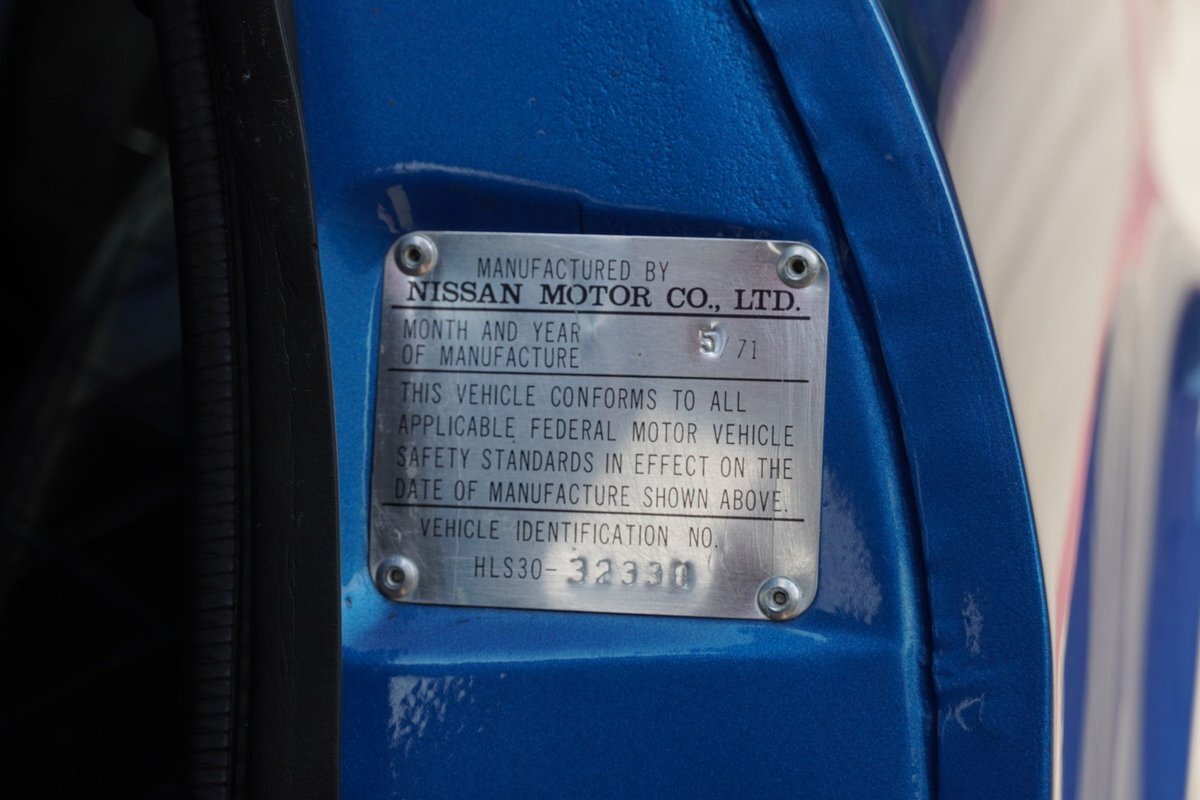 MANUFACTURED BY
NISSAN MOTOR CO., LTD.
MONTH AND YEAR
OF MANUFACTURE 5/71
THIS VEHICLE CONFORMS TO ALL
APPLICABLE FEDERAL MOTOR VEHICLE
SAFETY STANDARDS IN EFFECT ON THE
DATE OF MANUFACTURE SHOWN ABOVE.
VEHICLE IDENTIFICATION NO.
HLS30-32330